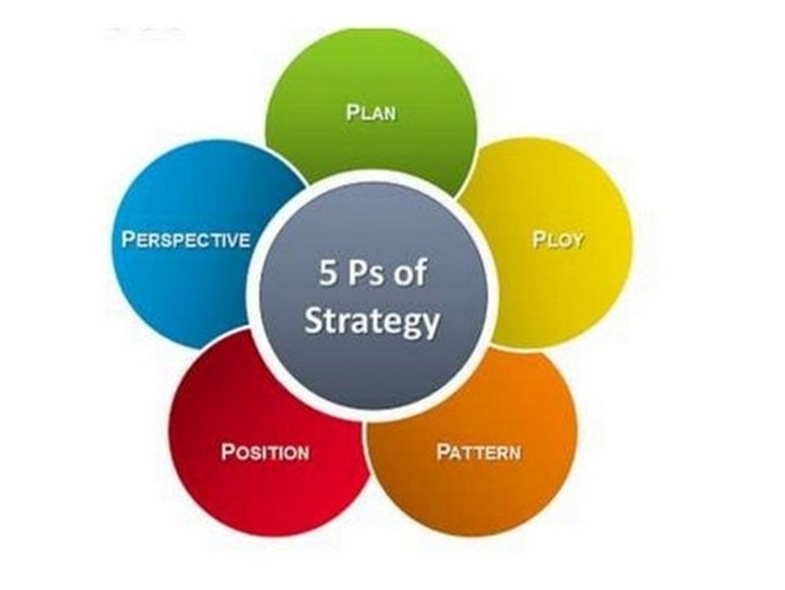 PLAN
PERSPECTIVE
PLOY
5 Ps of
Strategy
POSITION
PATTERN